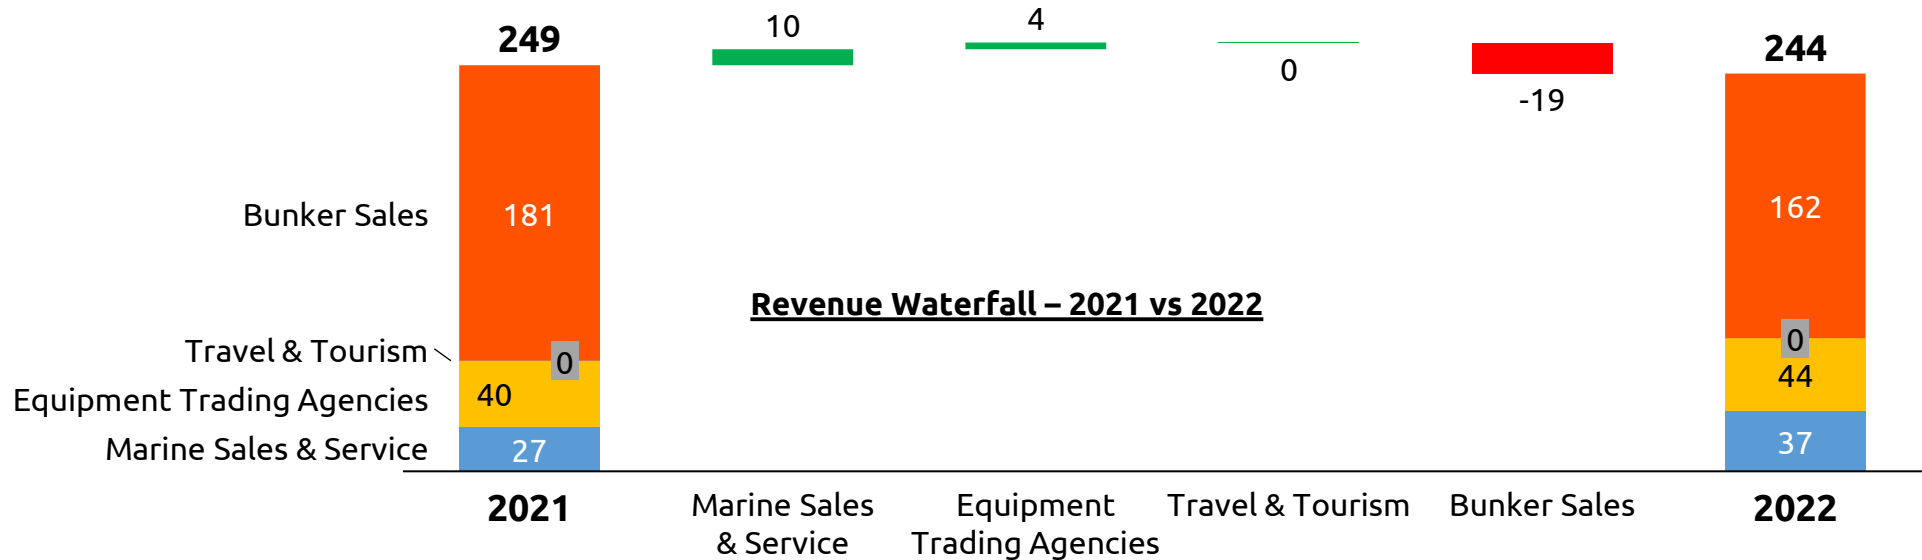 249
10
4
0
-19
244
Bunker Sales
181
162
Revenue Waterfall – 2021 vs 2022
Travel & Tourism
0
0
Equipment Trading Agencies
40
44
Marine Sales & Service
27
37
2021
Marine Sales
& Service
Equipment
Trading Agencies
Travel & Tourism
Bunker Sales
2022